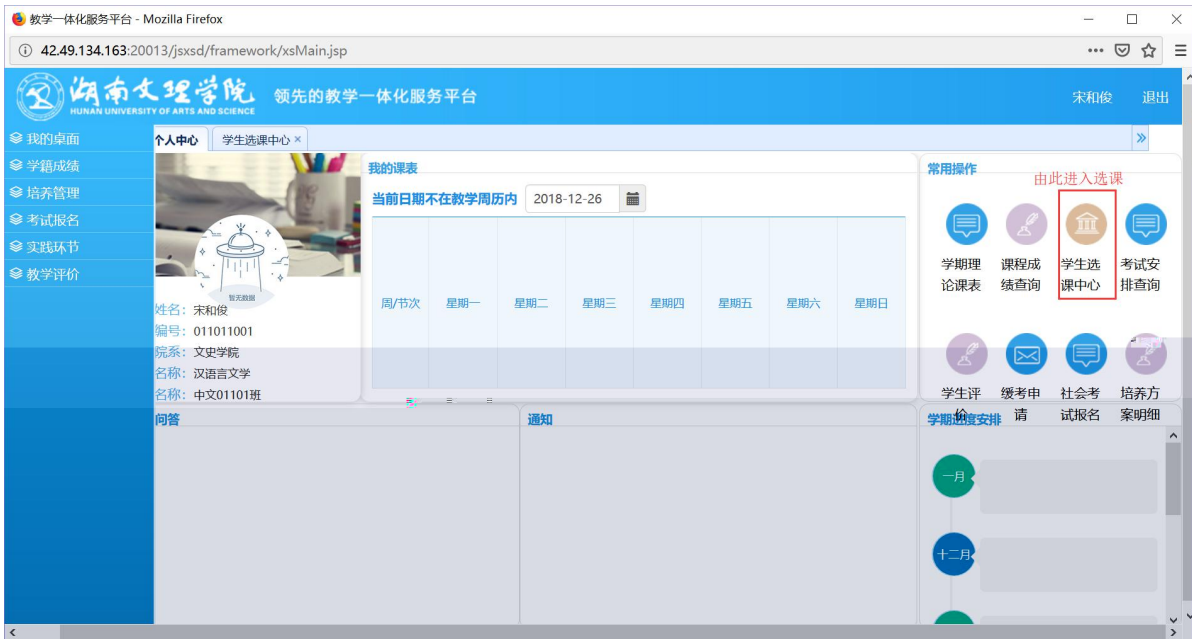 教学一体化服务平台 - Mozilla Firefox
42.49.134.163:20013/jsxsd/framework/xsMain.jsp
湖南文理学院
HUNAN UNIVERSITY OF ARTS AND SCIENCE
领先的教学一体化服务平台
宋和俊 退出
我的桌面
学籍成绩
培养管理
考试报名
实践环节
教学评价
个人中心 学生选课中心 ×
暂无数据
姓名：宋和俊
编号：011011001
院系：文史学院
名称：汉语言文学
名称：中文01101班
我的课表
当前日期不在教学周历内 2018-12-26
周/节次 星期一 星期二 星期三 星期四 星期五 星期六 星期日
常用操作
由此进入选课
学期理论课表
课程成绩查询
学生选课中心
考试安排查询
学生评价
缓考申请
社会考试报名
培养方案明细
问答
通知
学期进度安排
一月
十二月